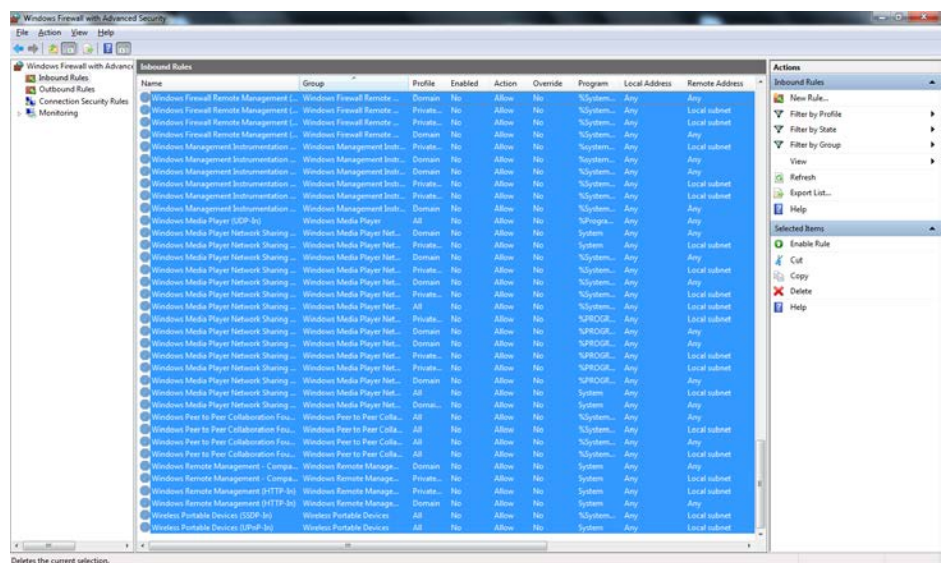 Windows Firewall with Advanced Security
File Action View Help
Windows Firewall with Advance
Inbound Rules
Outbound Rules
Connection Security Rules
Monitoring
Inbound Rules
Name Group Profile Enabled Action Override Program Local Address Remote Address
Windows Firewall Remote Management (... Windows Firewall Remote ... Domain No Allow No %System... Any Any
Windows Firewall Remote Management (... Windows Firewall Remote ... Private... No Allow No %System... Any Local subnet
Windows Firewall Remote Management (... Windows Firewall Remote ... Private... No Allow No %System... Any Local subnet
Windows Firewall Remote Management (... Windows Firewall Remote ... Domain No Allow No %System... Any Any
Windows Management Instrumentation ... Windows Management Instr... Private... No Allow No %system... Any Local subnet
Windows Management Instrumentation ... Windows Management Instr... Domain No Allow No %System... Any Any
Windows Management Instrumentation ... Windows Management Instr... Domain No Allow No %system... Any Any
Windows Management Instrumentation ... Windows Management Instr... Private... No Allow No %System... Any Local subnet
Windows Management Instrumentation ... Windows Management Instr... Private... No Allow No %System... Any Local subnet
Windows Management Instrumentation ... Windows Management Instr... Domain No Allow No %System... Any Any
Windows Media Player (UDP-In) Windows Media Player All No Allow No %Progra... Any Any
Windows Media Player Network Sharing ... Windows Media Player Net... Domain No Allow No System Any Any
Windows Media Player Network Sharing ... Windows Media Player Net... Private... No Allow No System Any Local subnet
Windows Media Player Network Sharing ... Windows Media Player Net... Domain No Allow No %System... Any Any
Windows Media Player Network Sharing ... Windows Media Player Net... Private... No Allow No Any Local subnet
Windows Media Player Network Sharing ... Windows Media Player Net... Domain No Allow No Any
Windows Media Player Network Sharing ... Windows Media Player Net... Private... No Allow No Any Local subnet
Windows Media Player Network Sharing ... Windows Media Player Net... All No Allow No %System... Any Local subnet
Windows Media Player Network Sharing ... Windows Media Player Net... Private... No Allow No %PROGR... Any Local subnet
Windows Media Player Network Sharing ... Windows Media Player Net... Domain No Allow No %PROGR... Any Any
Windows Media Player Network Sharing ... Windows Media Player Net... Domain No Allow No %PROGR... Any Any
Windows Media Player Network Sharing ... Windows Media Player Net... Private... No Allow No %PROGR... Any Local subnet
Windows Media Player Network Sharing ... Windows Media Player Net... Private... No Allow No %PROGR... Any Local subnet
Windows Media Player Network Sharing ... Windows Media Player Net... Domain No Allow No %PROGR... Any Any
Windows Media Player Network Sharing ... Windows Media Player Net... All No Allow No System Any Local subnet
Windows Media Player Network Sharing ... Windows Media Player Net... Domai... No Allow No System Any Any
Windows Peer to Peer Collaboration Fou... Windows Peer to Peer Colla... All No Allow No %System... Any Any
Windows Peer to Peer Collaboration Fou... Windows Peer to Peer Colla... All No Allow No %System... Any Local subnet
Windows Peer to Peer Collaboration Fou... Windows Peer to Peer Colla... All No Allow No %System... Any Any
Windows Peer to Peer Collaboration Fou... Windows Peer to Peer Colla... All No Allow No %System... Any Local subnet
Windows Remote Management - Compa... Windows Remote Manage... Domain No Allow No System Any Any
Windows Remote Management - Compa... Windows Remote Manage... Private... No Allow No System Any Local subnet
Windows Remote Management (HTTP-In) Windows Remote Manage... Private... No Allow No System Any Local subnet
Windows Remote Management (HTTP-In) Windows Remote Manage... Domain No Allow No System Any Any
Wireless Portable Devices (SSDP-In) Wireless Portable Devices All No Allow No %System... Any Local subnet
Wireless Portable Devices (UPnP-In) Wireless Portable Devices All No Allow No System Any Local subnet
Actions
Inbound Rules
New Rule...
Filter by Profile
Filter by State
Filter by Group
View
Refresh
Export List...
Help
Selected Items
Enable Rule
Cut
Copy
Delete
Help
Deletes the current selection.